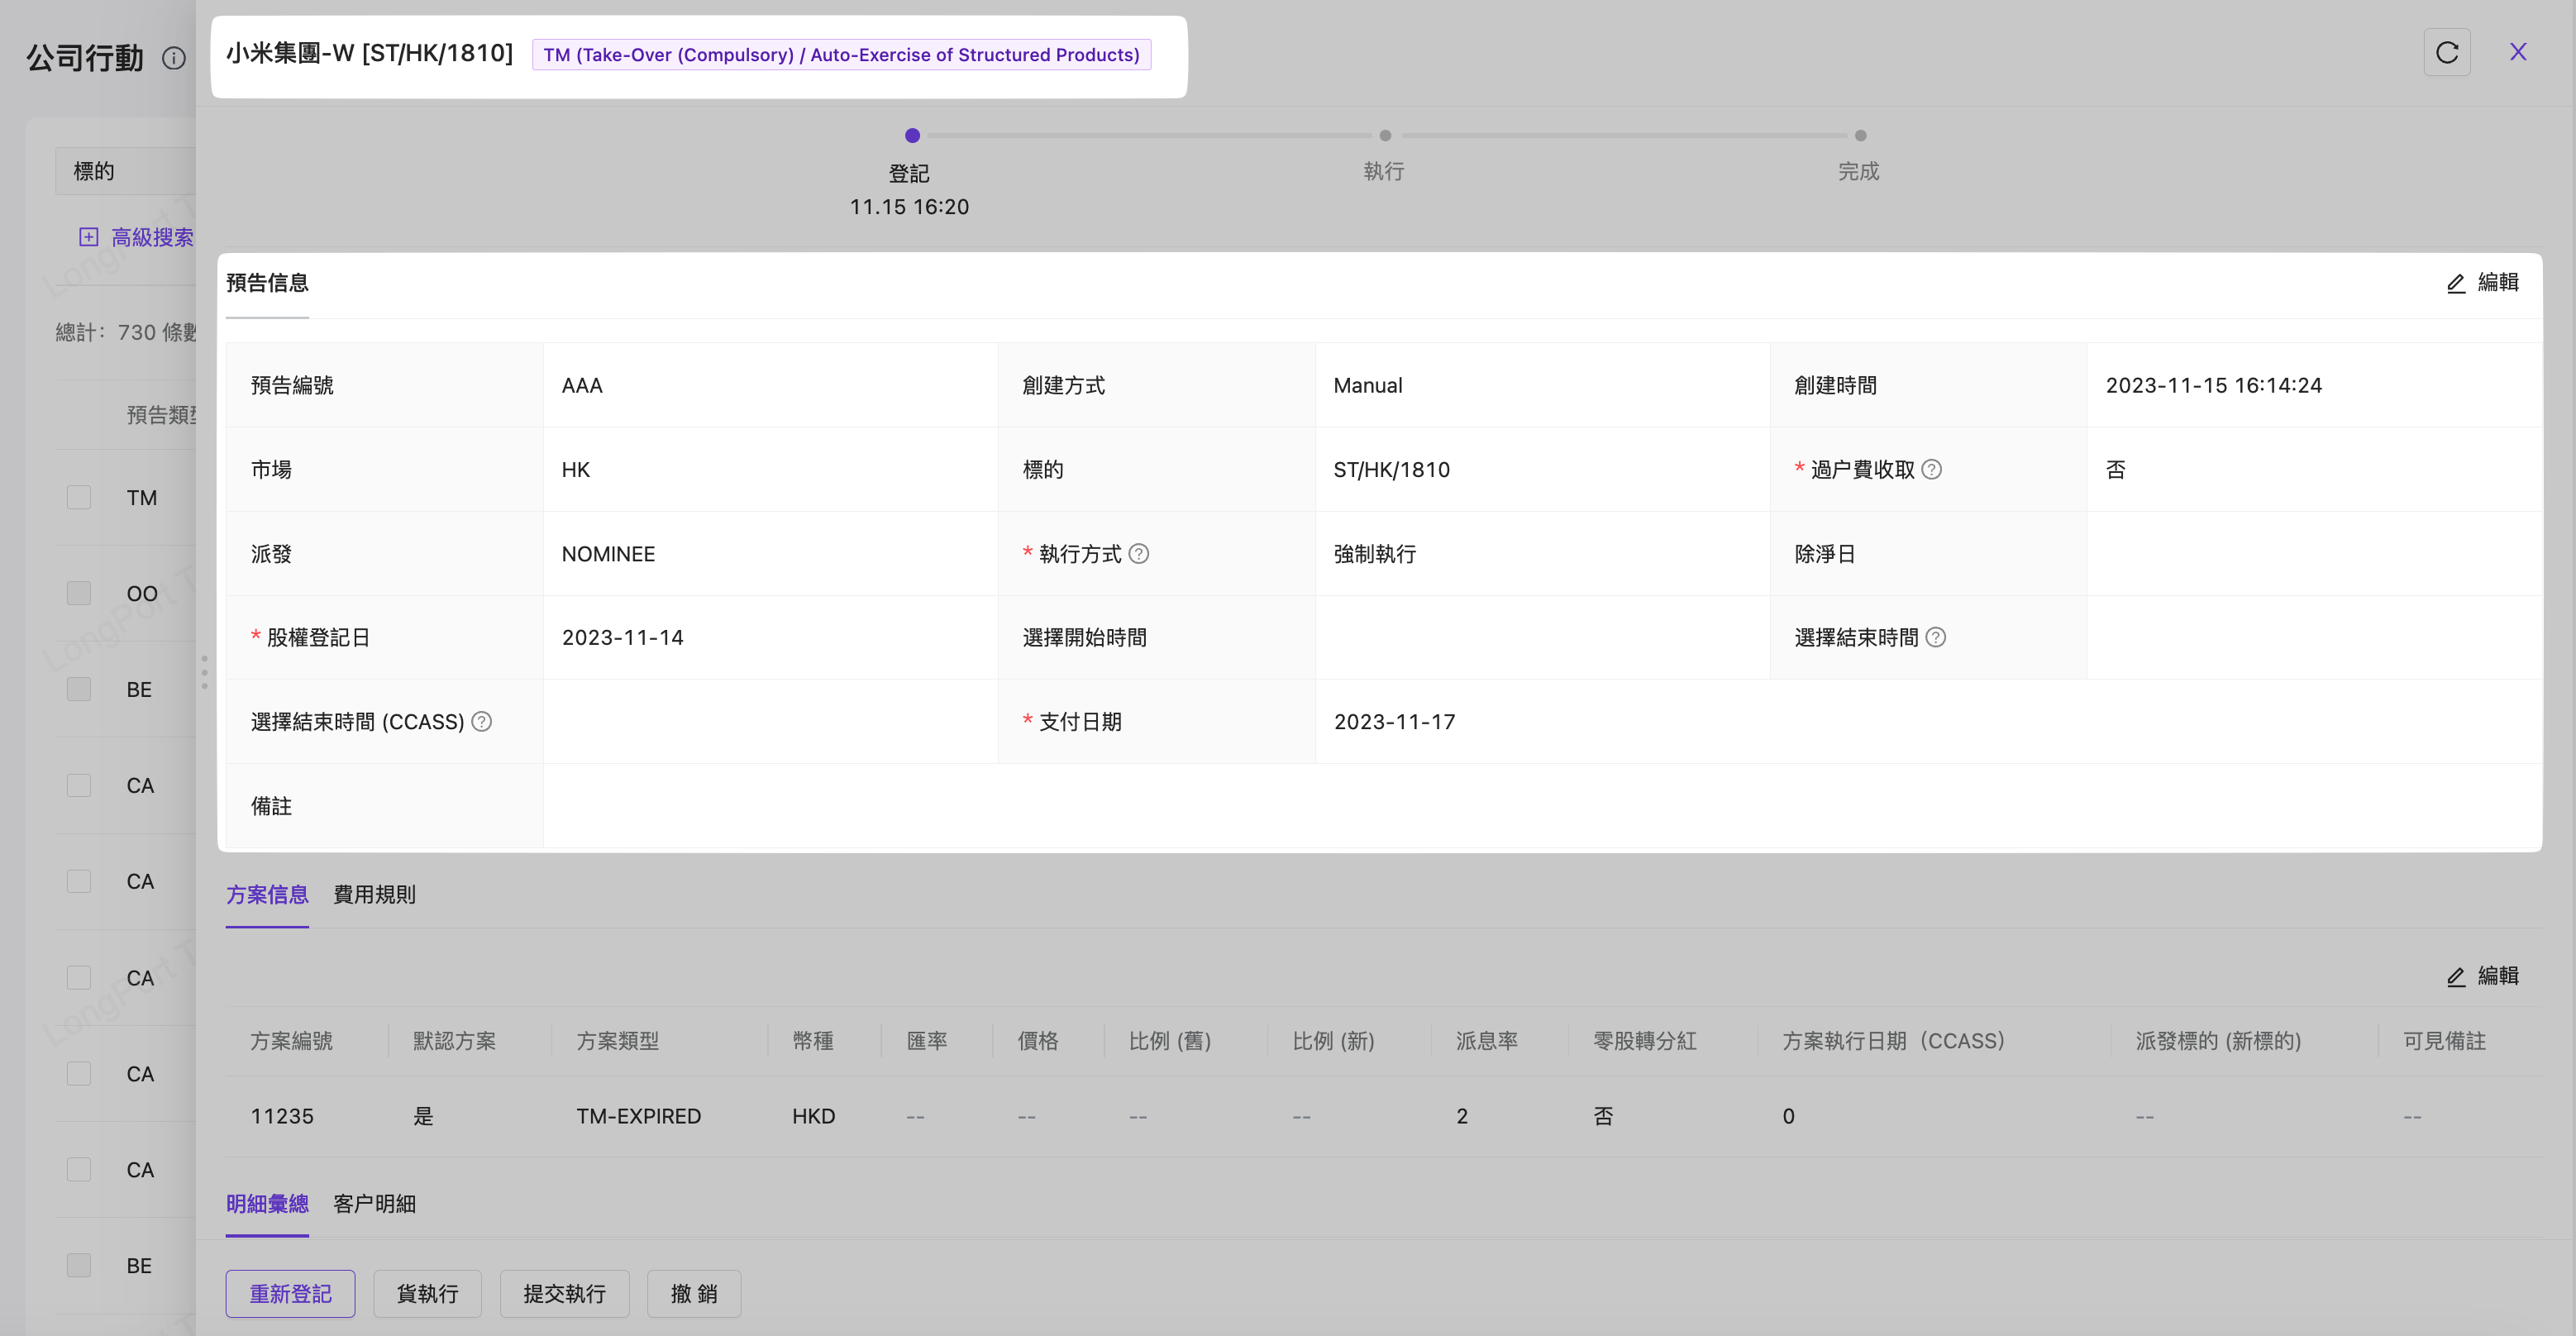 公司行動
標的
高級搜索
總計：730 條數
預告類型
TM
OO
BE
CA
CA
CA
CA
CA
BE
小米集團-W [ST/HK/1810] TM (Take-Over (Compulsory) / Auto-Exercise of Structured Products)
X
登記 執行 完成
11.15 16:20
預告信息 編輯
預告編號 AAA 創建方式 Manual 創建時間 2023-11-15 16:14:24
市場 HK 標的 ST/HK/1810 * 過户費收取 否
派發 NOMINEE * 執行方式 強制執行 除淨日
* 股權登記日 2023-11-14 選擇開始時間 選擇結束時間
選擇結束時間 (CCASS) * 支付日期 2023-11-17
備註
方案信息 費用規則
編輯
方案編號 默認方案 方案類型 幣種 匯率 價格 比例 (舊) 比例 (新) 派息率 零股轉分紅 方案執行日期（CCASS） 派發標的 (新標的) 可見備註
11235 是 TM-EXPIRED HKD -- -- -- -- 2 否 0 -- --
明細彙總 客户明細
重新登記 貨執行 提交執行 撤 銷
LongPort T
LongPort T
LongPort T